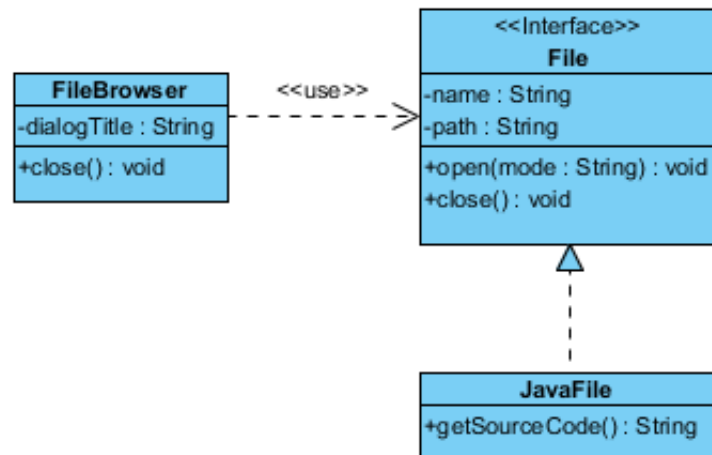 <<Interface>>
File
-name : String
-path : String
+open(mode : String) : void
+close() : void
FileBrowser
-dialogTitle : String
+close() : void
<<use>>
JavaFile
+getSourceCode() : String